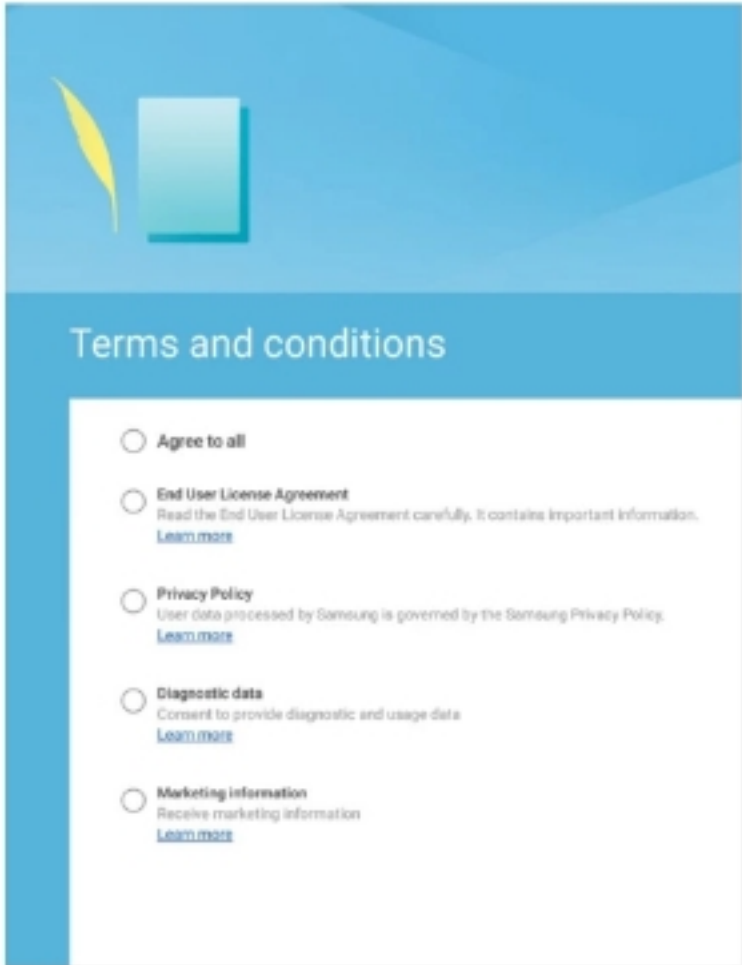 Terms and conditions
Agree to all
End User License Agreement
Read the End User License Agreement carefully. It contains important information.
Learn more
Privacy Policy
User data processed by Samsung is governed by the Samsung Privacy Policy.
Learn more
Diagnostic data
Consent to provide diagnostic and usage data
Learn more
Marketing information
Receive marketing information
Learn more